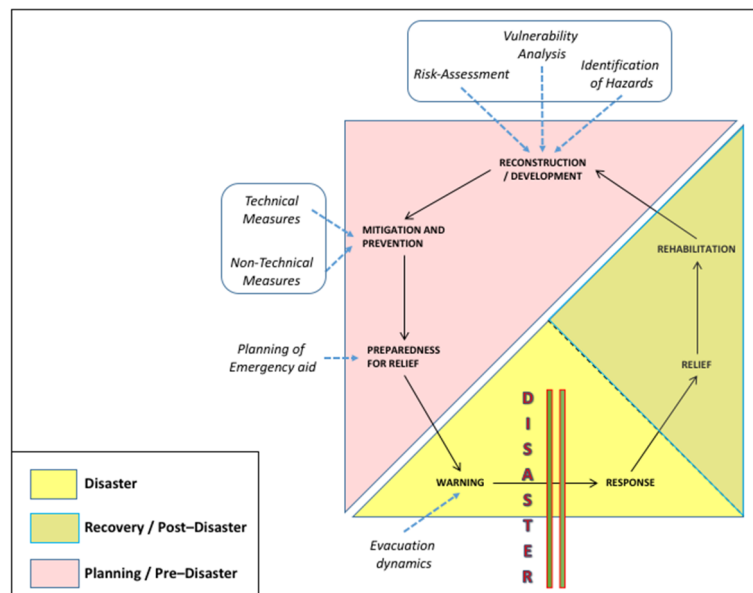 Vulnerability
Analysis
Risk-Assessment
Identification
of Hazards
RECONSTRUCTION
/ DEVELOPMENT
Technical
Measures
MITIGATION AND
PREVENTION
Non-Technical
Measures
REHABILITATION
Planning of
Emergency aid
PREPAREDNESS
FOR RELIEF
RELIEF
DISASTER
WARNING
RESPONSE
Evacuation
dynamics
Disaster
Recovery / Post–Disaster
Planning / Pre–Disaster